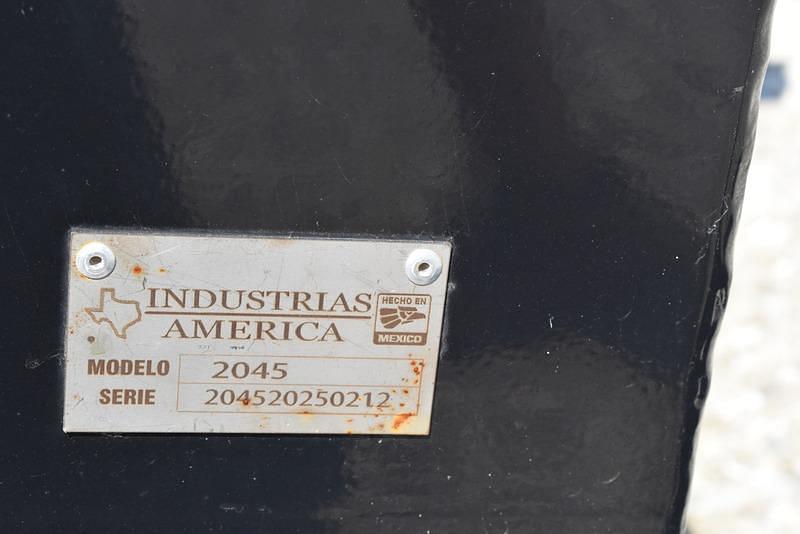 INDUSTRIAS
AMERICA
HECHO EN
MEXICO
MODELO 2045
SERIE 204520250212